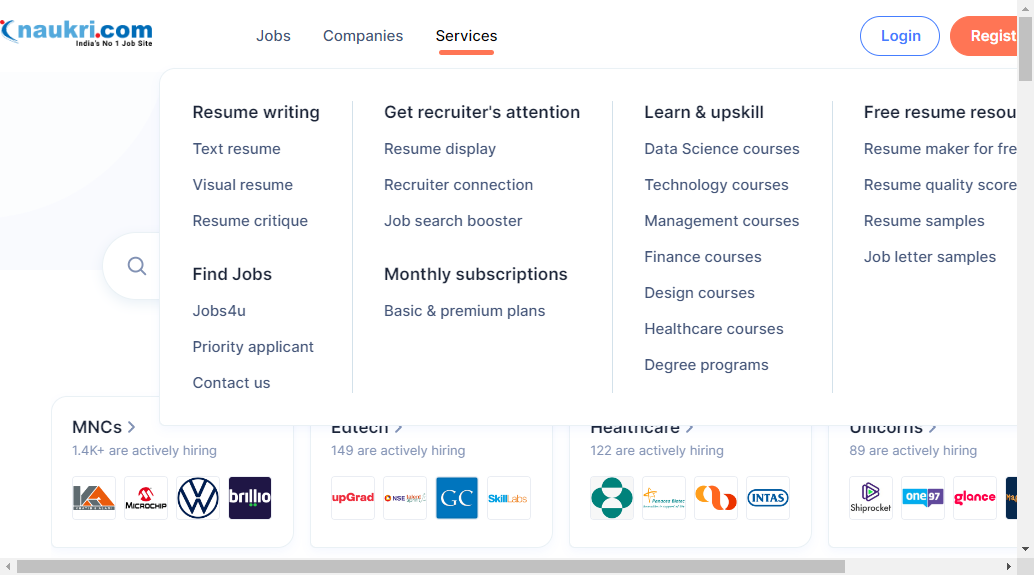 naukri.com
India's No 1 Job Site
Jobs
Companies
Services
Login
Regist
Resume writing
Text resume
Visual resume
Resume critique
Find Jobs
Jobs4u
Priority applicant
Contact us
Get recruiter's attention
Resume display
Recruiter connection
Job search booster
Monthly subscriptions
Basic & premium plans
Learn & upskill
Data Science courses
Technology courses
Management courses
Finance courses
Design courses
Healthcare courses
Degree programs
Free resume resou
Resume maker for fre
Resume quality score
Resume samples
Job letter samples
MNCs
1.4K+ are actively hiring
MICROCHIP
brillio
Edtech
149 are actively hiring
upGrad
NSE
GC
SkillLabs
Healthcare
122 are actively hiring
Panacea Biotec
INTAS
Unicorns
89 are actively hiring
Shiprocket
one97
glance